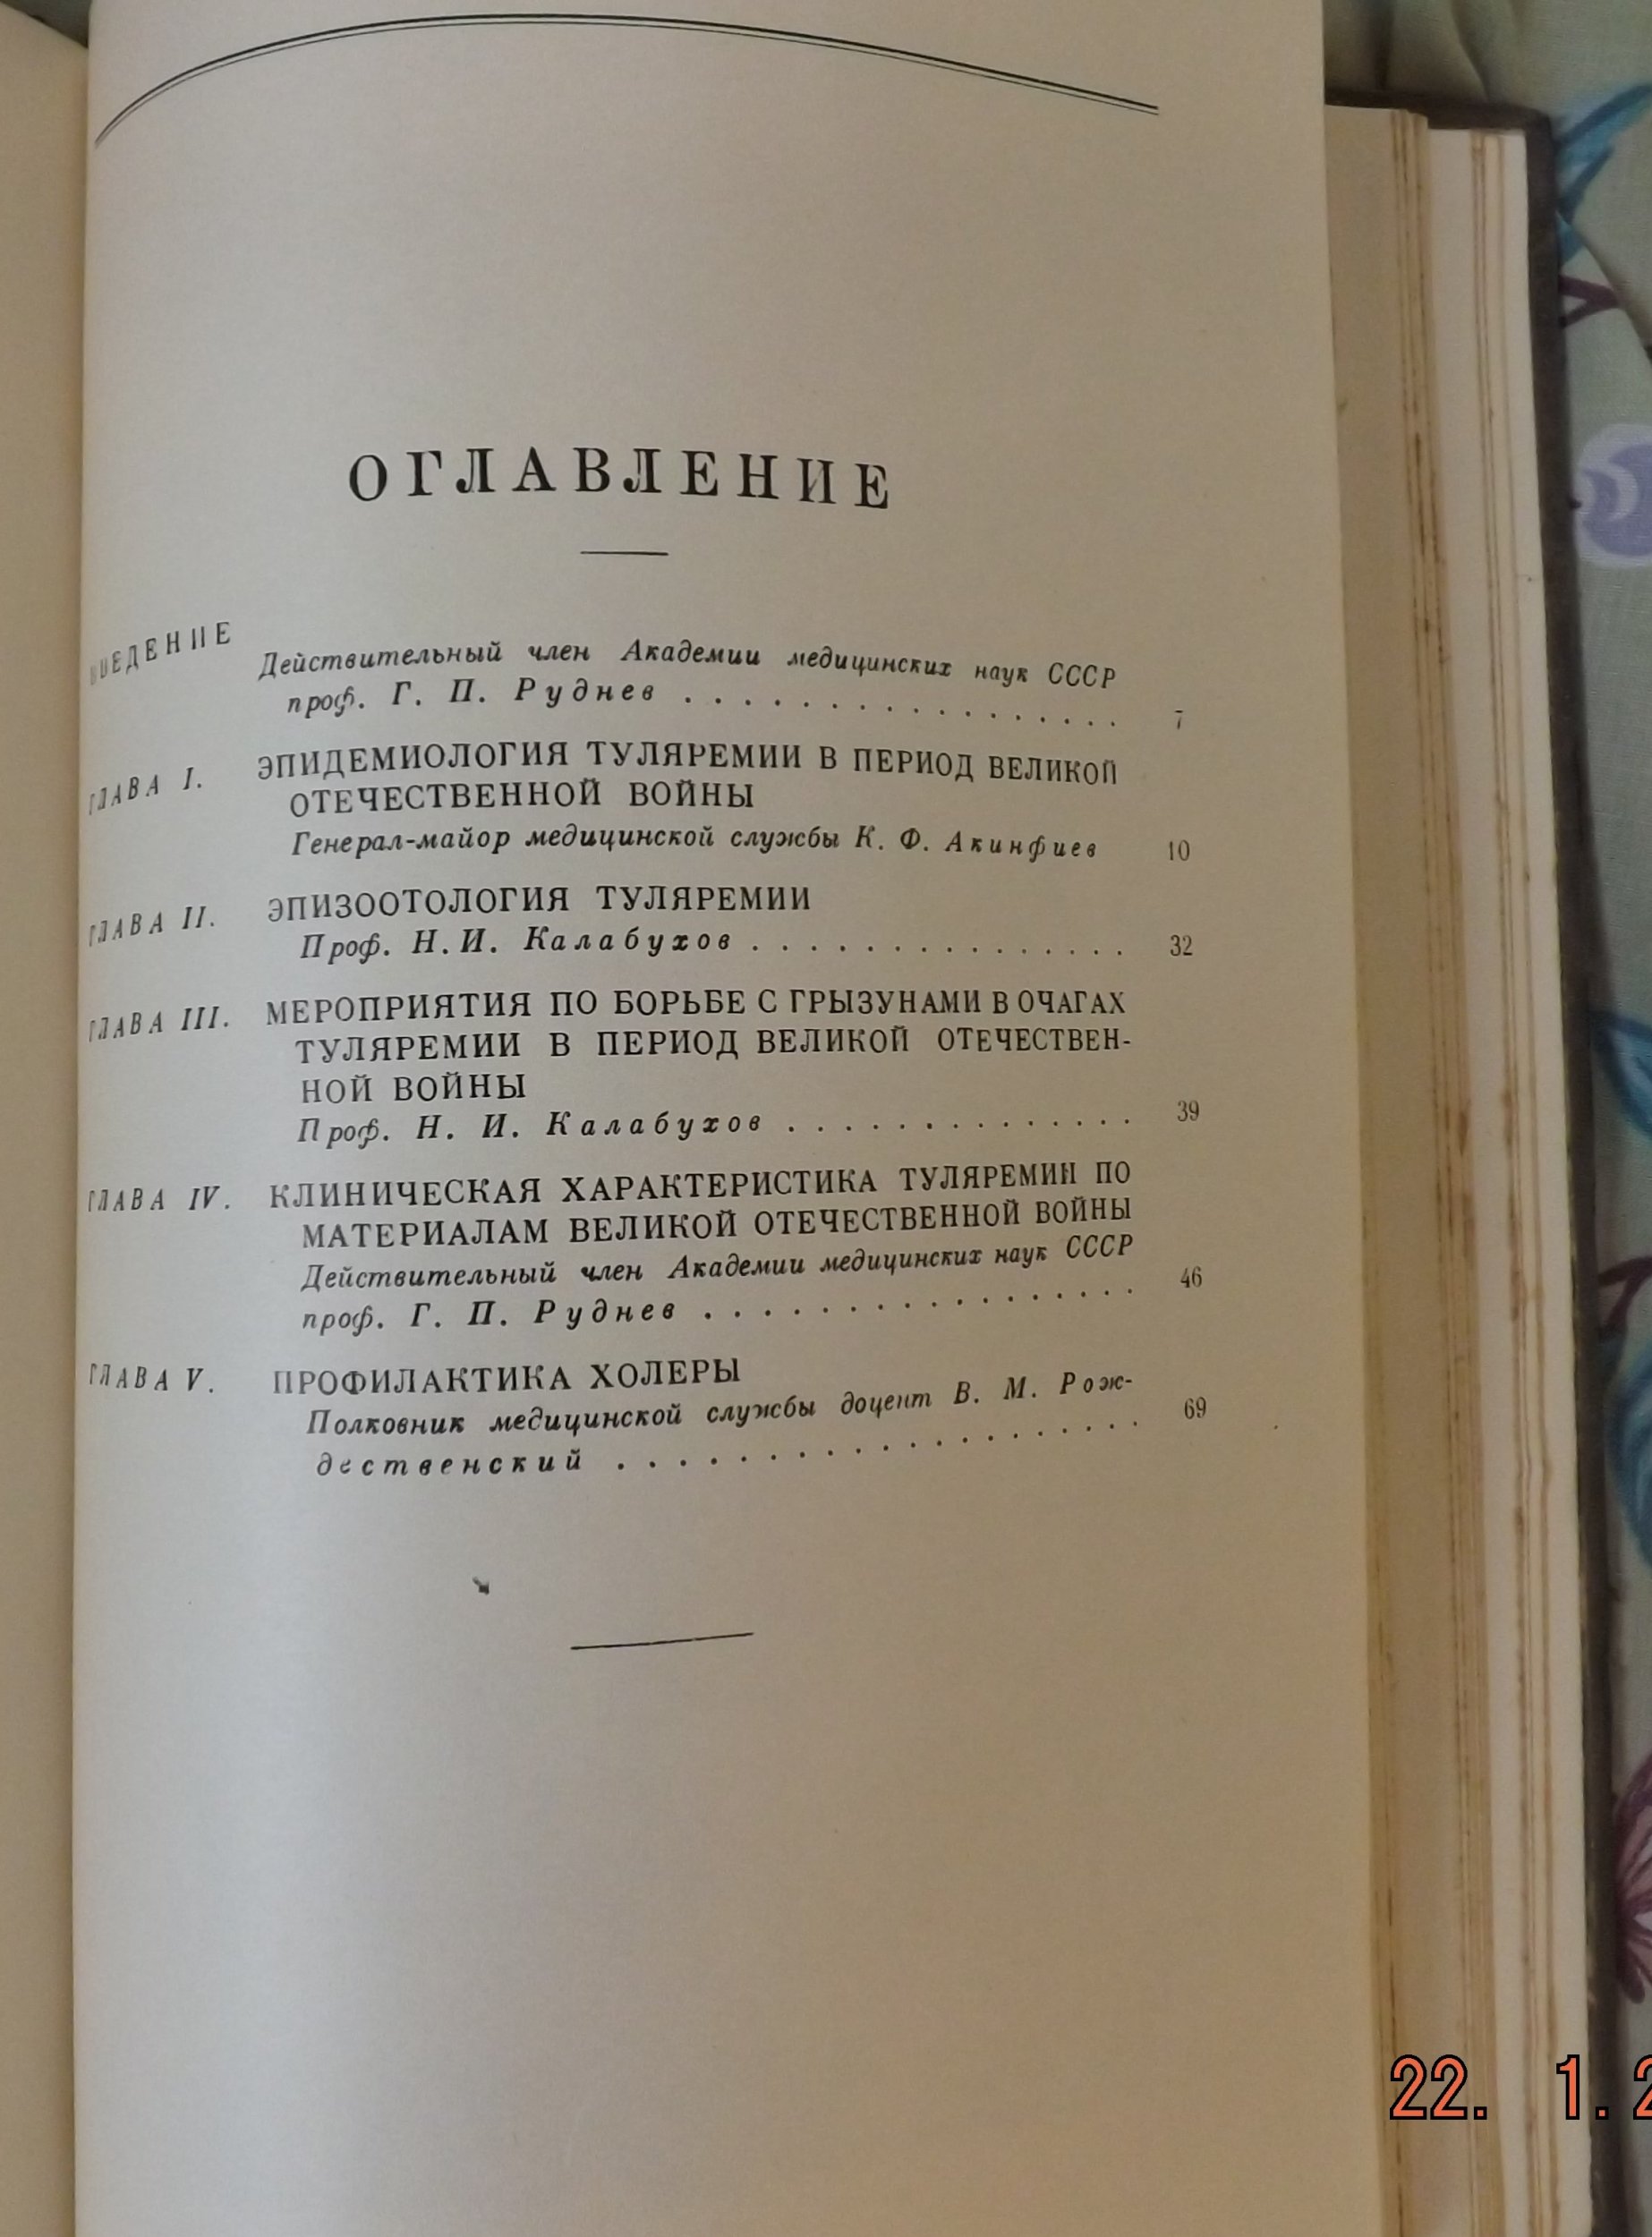 ОГЛАВЛЕНИЕ
ВВЕДЕНИЕ
Действительный член Академии медицинских наук СССР
проф. Г. П. Руднев . . . . . . . . . . . . . . . 7
ГЛАВА I. ЭПИДЕМИОЛОГИЯ ТУЛЯРЕМИИ В ПЕРИОД ВЕЛИКОЙ
ОТЕЧЕСТВЕННОЙ ВОЙНЫ
Генерал-майор медицинской службы К. Ф. Акинфиев 10
ГЛАВА II. ЭПИЗООТОЛОГИЯ ТУЛЯРЕМИИ
Проф. Н. И. Калабухов . . . . . . . . . . . . . 32
ГЛАВА III. МЕРОПРИЯТИЯ ПО БОРЬБЕ С ГРЫЗУНАМИ В ОЧАГАХ
ТУЛЯРЕМИИ В ПЕРИОД ВЕЛИКОЙ ОТЕЧЕСТВЕН-
НОЙ ВОЙНЫ
Проф. Н. И. Калабухов . . . . . . . . . . . . . 39
ГЛАВА IV. КЛИНИЧЕСКАЯ ХАРАКТЕРИСТИКА ТУЛЯРЕМИИ ПО
МАТЕРИАЛАМ ВЕЛИКОЙ ОТЕЧЕСТВЕННОЙ ВОЙНЫ
Действительный член Академии медицинских наук СССР
проф. Г. П. Руднев . . . . . . . . . . . . . . . 46
ГЛАВА V. ПРОФИЛАКТИКА ХОЛЕРЫ
Полковник медицинской службы доцент В. М. Рож-
дественский . . . . . . . . . . . . . . . . . . 69
22. 1. 2